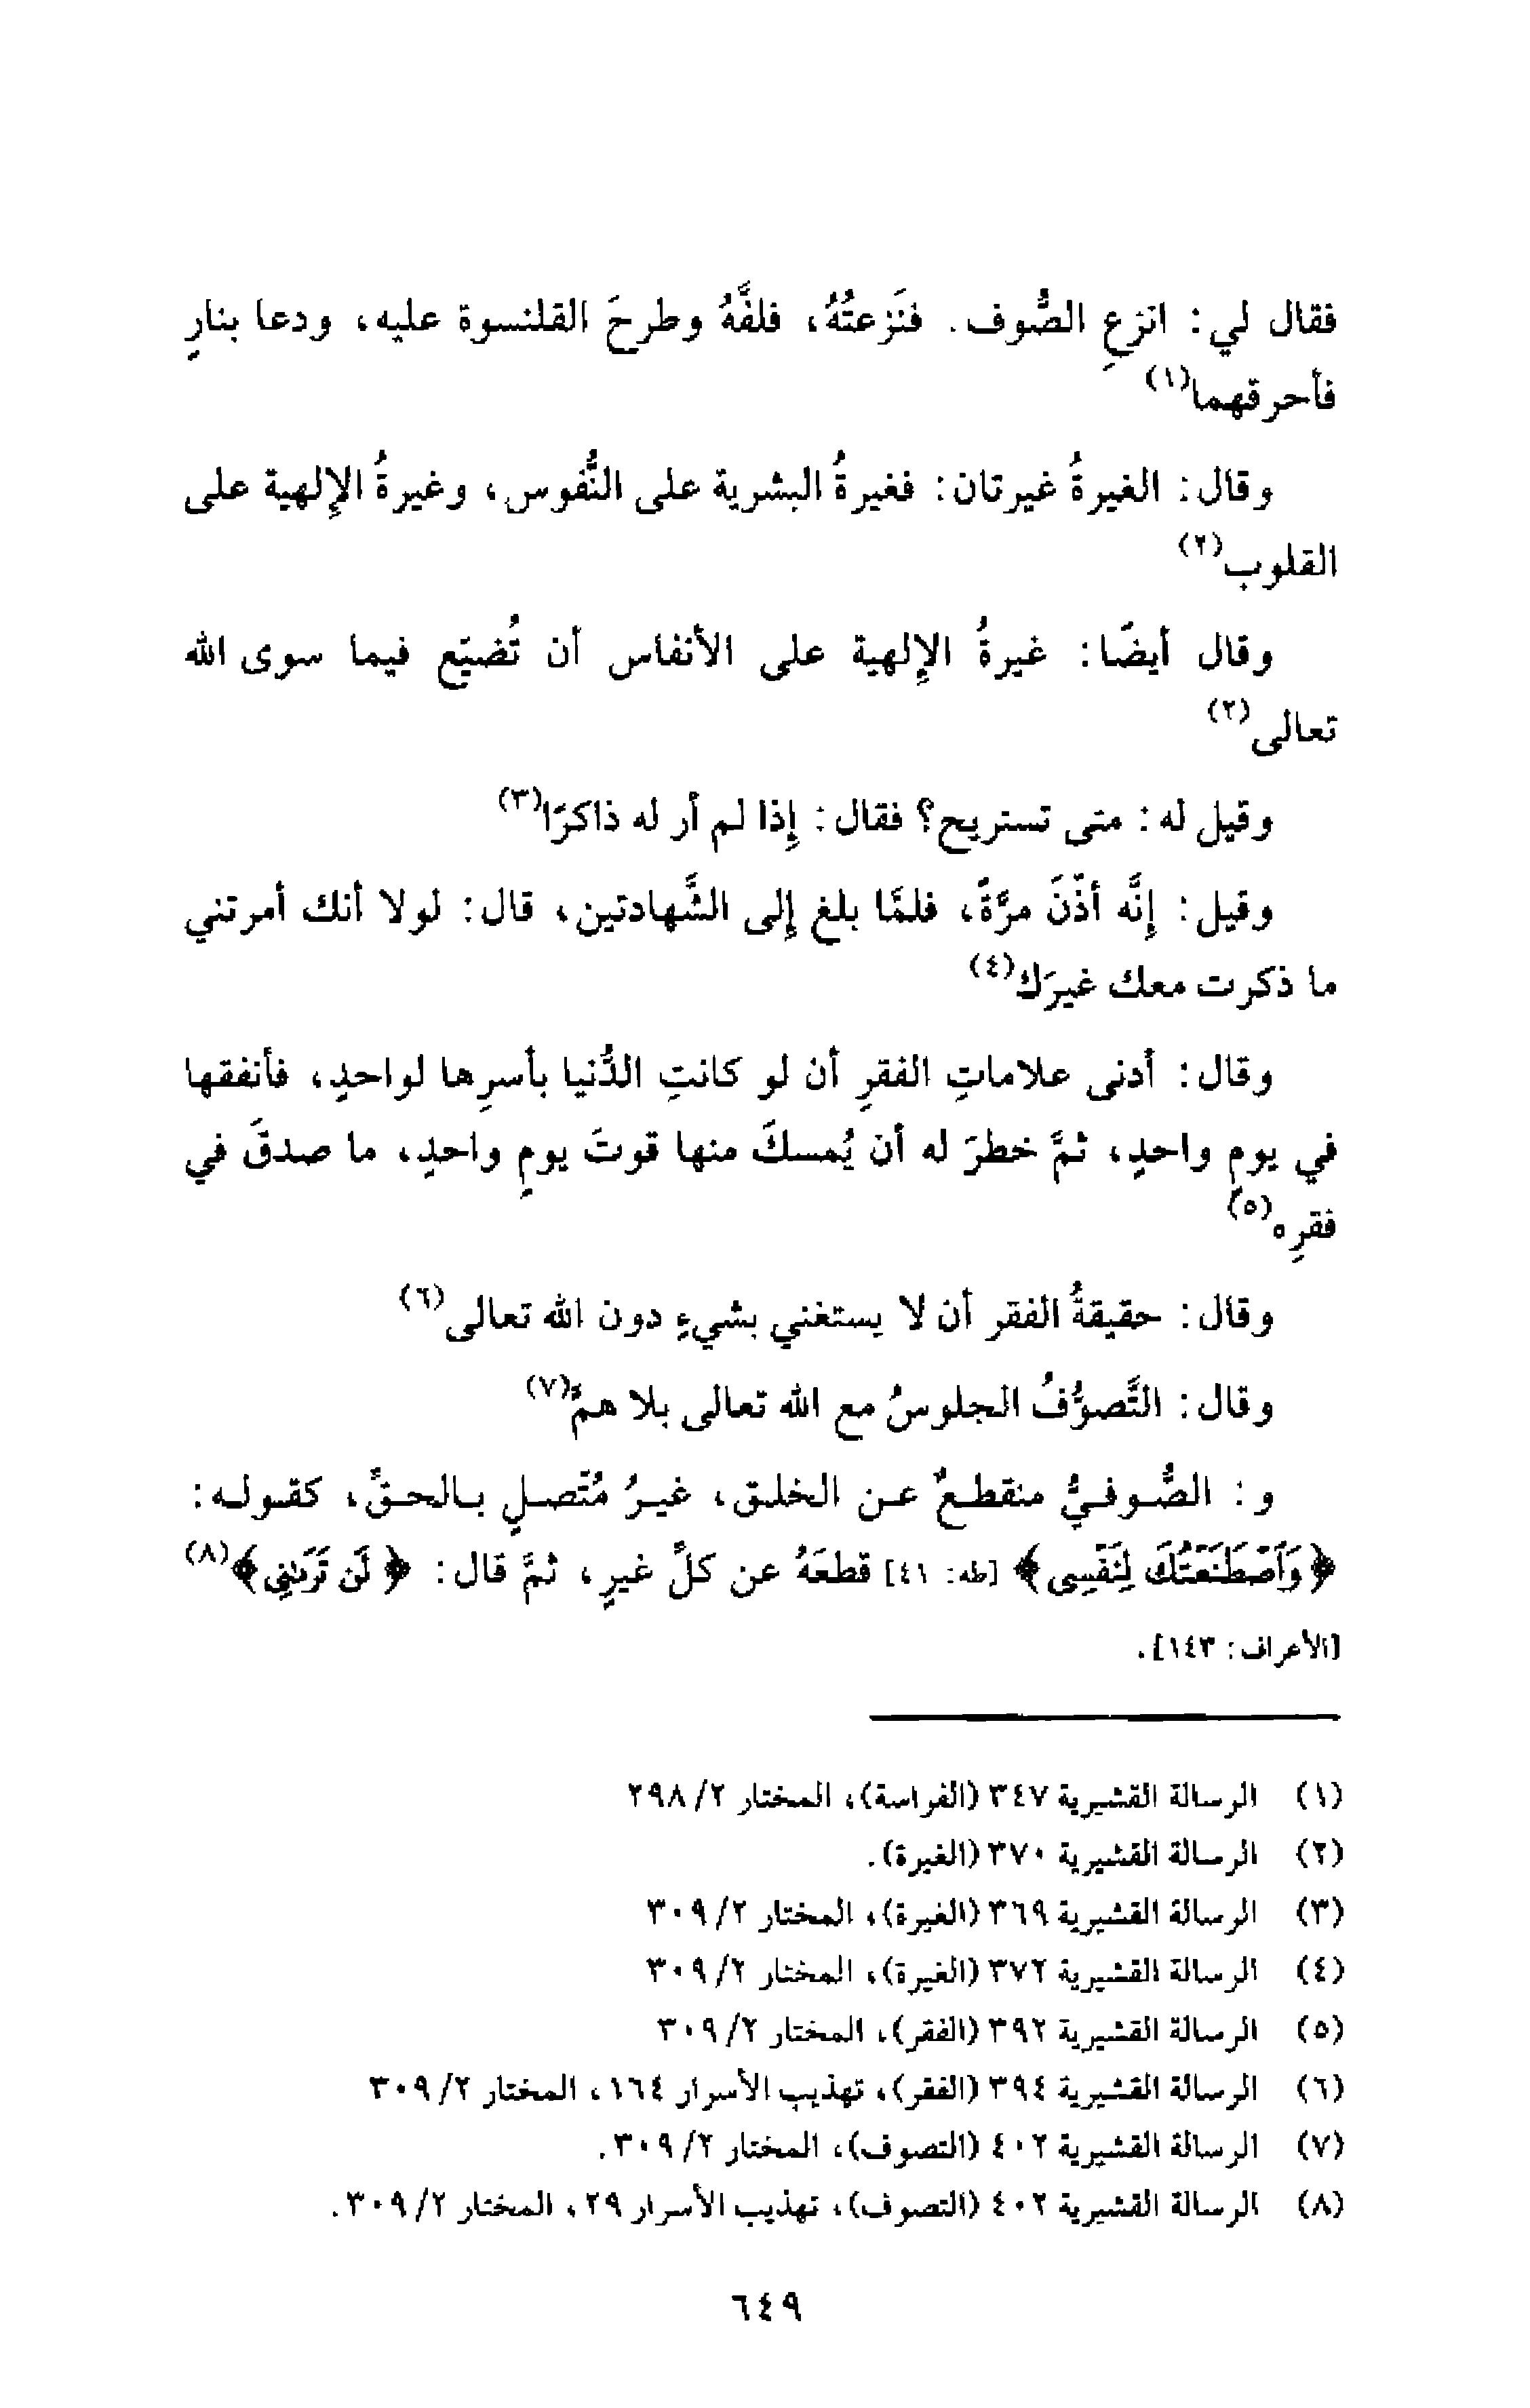 فقال لي: انزعِ الصُّوف. فنَزعتُهُ، فلفَّهُ وطرحَ القلنسوة عليه، ودعا بنارٍ
فأحرقهما(١)
وقال: الغيرةُ غيرتان: فغيرةُ البشرية على النُّفوس، وغيرةُ الإلهية على
القلوب(٢)
وقال أيضًا: غيرةُ الإلهية على الأنفاس أن تُضيّع فيما سوى الله
تعالى(٢)
وقيل له: متى تستريح؟ فقال: إذا لم أر له ذاكرًا(٣)
وقيل: إنَّه أذّنَ مرَّةً، فلمَّا بلغ إلى الشَّهادتين، قال: لولا أنك أمرتني
ما ذكرت معك غيرَك(٤)
وقال: أدنى علاماتِ الفقرِ أن لو كانتِ الدُّنيا بأسرِها لواحدٍ، فأنفقها
في يومٍ واحدٍ، ثمَّ خطرَ له أن يُمسكَ منها قوتَ يومٍ واحدٍ، ما صدقَ في
فقرِه(٥)
وقال: حقيقةُ الفقر أن لا يستغني بشيءٍ دون الله تعالى(٦)
وقال: التَّصوُّفُ الجلوسُ مع الله تعالى بلا همٍّ(٧)
و: الصُّوفيُّ منقطعٌ عن الخلق، غيرُ مُتّصلٍ بالحقِّ، كقوله:
﴿وَٱصْطَنَعْتُكَ لِنَفْسِى﴾ [طه: ٤١] قطعَهُ عن كلِّ غيرٍ، ثمَّ قال: ﴿لَن تَرَىٰنِى﴾(٨)
[الأعراف: ١٤٣].
(١) الرسالة القشيرية ٣٤٧ (الفراسة)، المختار ٢/ ٢٩٨
(٢) الرسالة القشيرية ٣٧٠ (الغيرة).
(٣) الرسالة القشيرية ٣٦٩ (الغيرة)، المختار ٢/ ٣٠٩
(٤) الرسالة القشيرية ٣٧٢ (الغيرة)، المختار ٢/ ٣٠٩
(٥) الرسالة القشيرية ٣٩٢ (الفقر)، المختار ٢/ ٣٠٩
(٦) الرسالة القشيرية ٣٩٤ (الفقر)، تهذيب الأسرار ١٦٤، المختار ٢/ ٣٠٩
(٧) الرسالة القشيرية ٤٠٢ (التصوف)، المختار ٢/ ٣٠٩.
(٨) الرسالة القشيرية ٤٠٢ (التصوف)، تهذيب الأسرار ٢٩، المختار ٢/ ٣٠٩.
٦٤٩